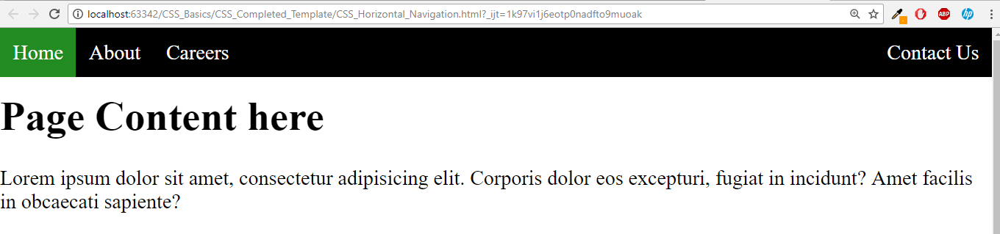 localhost:63342/CSS_Basics/CSS_Completed_Template/CSS_Horizontal_Navigation.html?_ijt=1k97vi1j6eotp0nadfto9muoak
ABP hp
Home About Careers Contact Us
Page Content here
Lorem ipsum dolor sit amet, consectetur adipisicing elit. Corporis dolor eos excepturi, fugiat in incidunt? Amet facilis
in obcaecati sapiente?